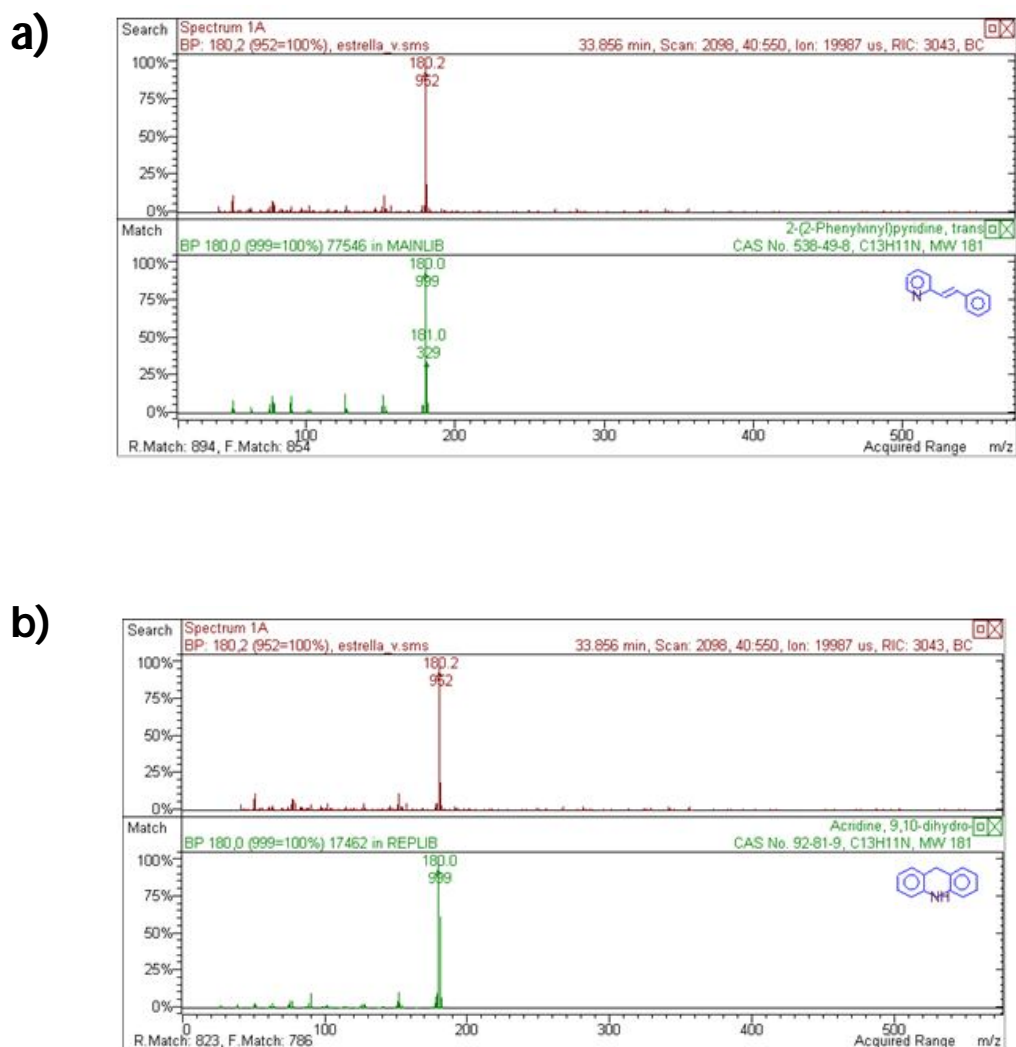 a)
Search
Spectrum 1A
BP: 180,2 (952=100%), estrella_v.sms 33.856 min, Scan: 2098, 40:550, Ion: 19987 us, RIC: 3043, BC
100%
180.2
952
75%
50%
25%
0%
Match
2-(2-Phenylvinyl)pyridine, trans
BP 180,0 (999=100%) 77546 in MAINLIB CAS No. 538-49-8, C13H11N, MW 181
100%
180.0
999
75%
50%
181.0
329
25%
0%
N
100 200 300 400 500
R.Match: 894, F.Match: 854 Acquired Range m/z
b)
Search
Spectrum 1A
BP: 180,2 (952=100%), estrella_v.sms 33.856 min, Scan: 2098, 40:550, Ion: 19987 us, RIC: 3043, BC
100%
180.2
952
75%
50%
25%
0%
Match
Acridine, 9,10-dihydro-
BP 180,0 (999=100%) 17462 in REPLIB CAS No. 92-81-9, C13H11N, MW 181
100%
180.0
999
75%
NH
50%
25%
0%
0 100 200 300 400 500
R.Match: 823, F.Match: 786 Acquired Range m/z